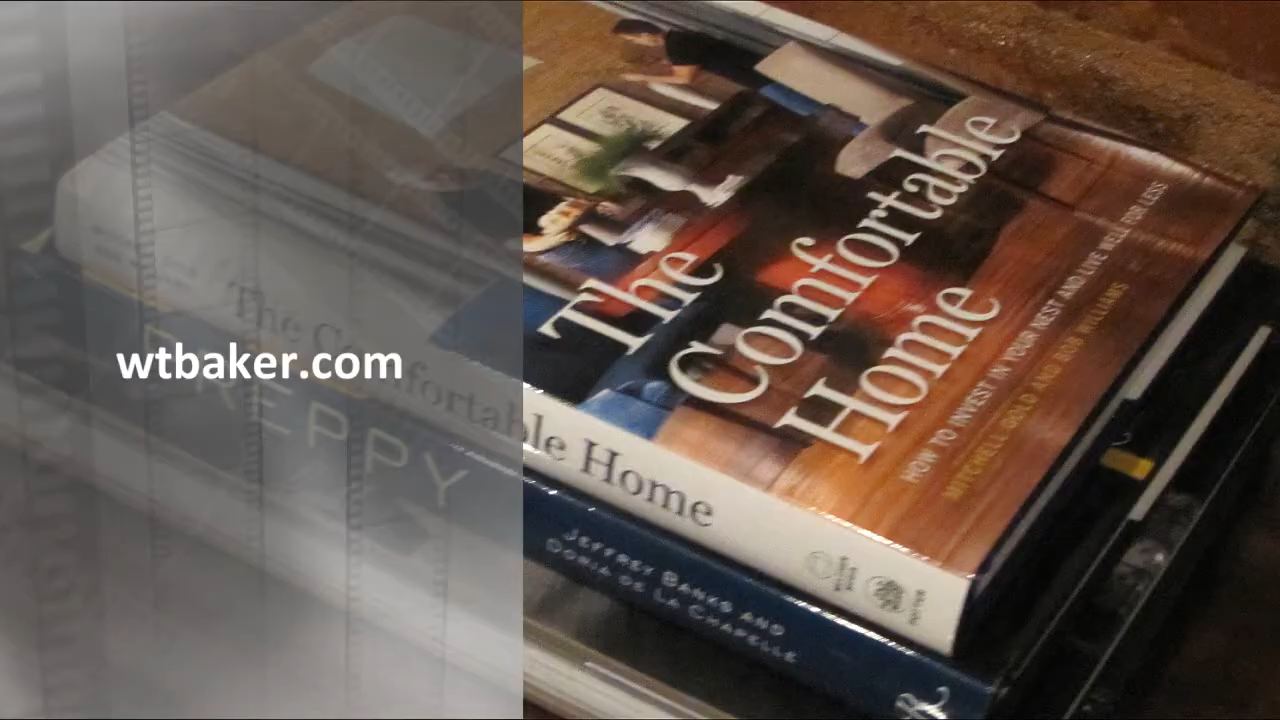 wtbaker.com
The
Comfortable
Home
HOW TO INVEST IN YOUR NEST AND LIVE WELL FOR LESS
MITCHELL GOLD AND BOB WILLIAMS
The Comfortable Home
POTTER
PREPPY
JEFFREY BANKS AND
DORIA DE LA CHAPELLE